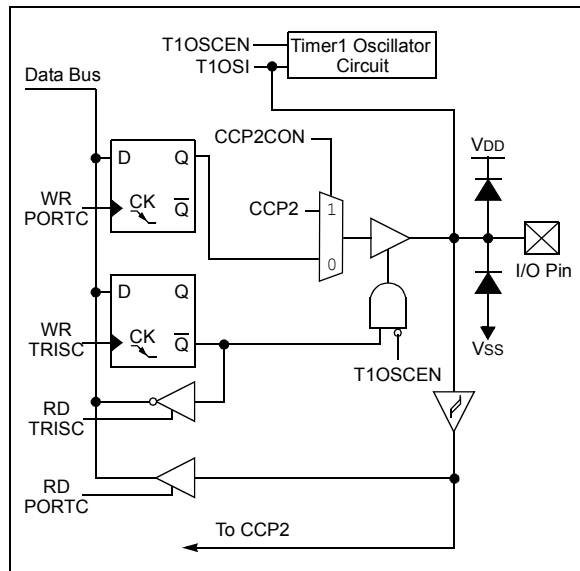 T1OSCEN
Timer1 Oscillator
Circuit
T1OSI
Data Bus
D
Q
CCP2CON
VDD
WR
PORTC
CK
Q
CCP2
1
0
I/O Pin
D
Q
WR
TRISC
CK
Q
VSS
T1OSCEN
RD
TRISC
RD
PORTC
To CCP2